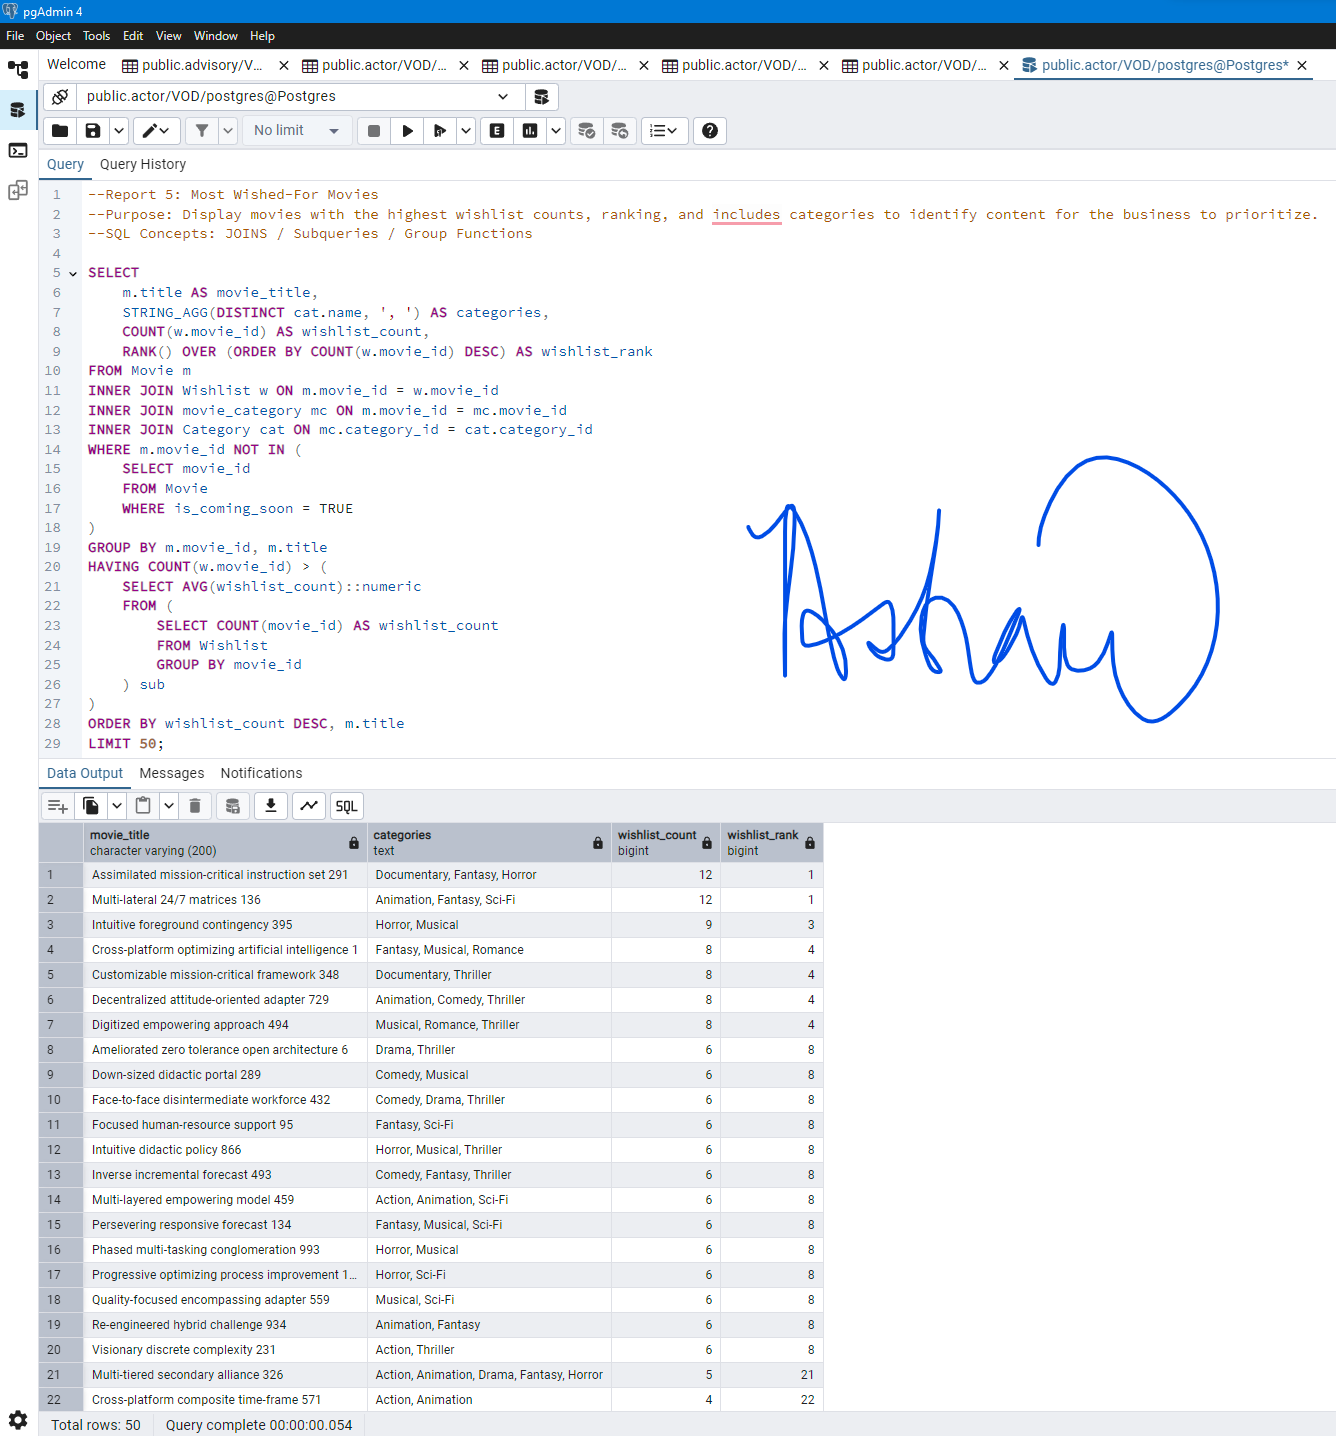 pgAdmin 4
File Object Tools Edit View Window Help
Welcome public.advisory/V... public.actor/VOD/... public.actor/VOD/... public.actor/VOD/... public.actor/VOD/... public.actor/VOD/postgres@Postgres*
public.actor/VOD/postgres@Postgres
No limit E
Query Query History
1 --Report 5: Most Wished-For Movies
2 --Purpose: Display movies with the highest wishlist counts, ranking, and includes categories to identify content for the business to prioritize.
3 --SQL Concepts: JOINS / Subqueries / Group Functions
4
5 SELECT
6 m.title AS movie_title,
7 STRING_AGG(DISTINCT cat.name, ', ') AS categories,
8 COUNT(w.movie_id) AS wishlist_count,
9 RANK() OVER (ORDER BY COUNT(w.movie_id) DESC) AS wishlist_rank
10 FROM Movie m
11 INNER JOIN Wishlist w ON m.movie_id = w.movie_id
12 INNER JOIN movie_category mc ON m.movie_id = mc.movie_id
13 INNER JOIN Category cat ON mc.category_id = cat.category_id
14 WHERE m.movie_id NOT IN (
15 SELECT movie_id
16 FROM Movie
17 WHERE is_coming_soon = TRUE
18 )
19 GROUP BY m.movie_id, m.title
20 HAVING COUNT(w.movie_id) > (
21 SELECT AVG(wishlist_count)::numeric
22 FROM (
23 SELECT COUNT(movie_id) AS wishlist_count
24 FROM Wishlist
25 GROUP BY movie_id
26 ) sub
27 )
28 ORDER BY wishlist_count DESC, m.title
29 LIMIT 50;
Data Output Messages Notifications
SQL
movie_title categories wishlist_count wishlist_rank
character varying (200) text bigint bigint
1 Assimilated mission-critical instruction set 291 Documentary, Fantasy, Horror 12 1
2 Multi-lateral 24/7 matrices 136 Animation, Fantasy, Sci-Fi 12 1
3 Intuitive foreground contingency 395 Horror, Musical 9 3
4 Cross-platform optimizing artificial intelligence 1 Fantasy, Musical, Romance 8 4
5 Customizable mission-critical framework 348 Documentary, Thriller 8 4
6 Decentralized attitude-oriented adapter 729 Animation, Comedy, Thriller 8 4
7 Digitized empowering approach 494 Musical, Romance, Thriller 8 4
8 Ameliorated zero tolerance open architecture 6 Drama, Thriller 6 8
9 Down-sized didactic portal 289 Comedy, Musical 6 8
10 Face-to-face disintermediate workforce 432 Comedy, Drama, Thriller 6 8
11 Focused human-resource support 95 Fantasy, Sci-Fi 6 8
12 Intuitive didactic policy 866 Horror, Musical, Thriller 6 8
13 Inverse incremental forecast 493 Comedy, Fantasy, Thriller 6 8
14 Multi-layered empowering model 459 Action, Animation, Sci-Fi 6 8
15 Persevering responsive forecast 134 Fantasy, Musical, Sci-Fi 6 8
16 Phased multi-tasking conglomeration 993 Horror, Musical 6 8
17 Progressive optimizing process improvement 1... Horror, Sci-Fi 6 8
18 Quality-focused encompassing adapter 559 Musical, Sci-Fi 6 8
19 Re-engineered hybrid challenge 934 Animation, Fantasy 6 8
20 Visionary discrete complexity 231 Action, Thriller 6 8
21 Multi-tiered secondary alliance 326 Action, Animation, Drama, Fantasy, Horror 5 21
22 Cross-platform composite time-frame 571 Action, Animation 4 22
Total rows: 50 Query complete 00:00:00.054